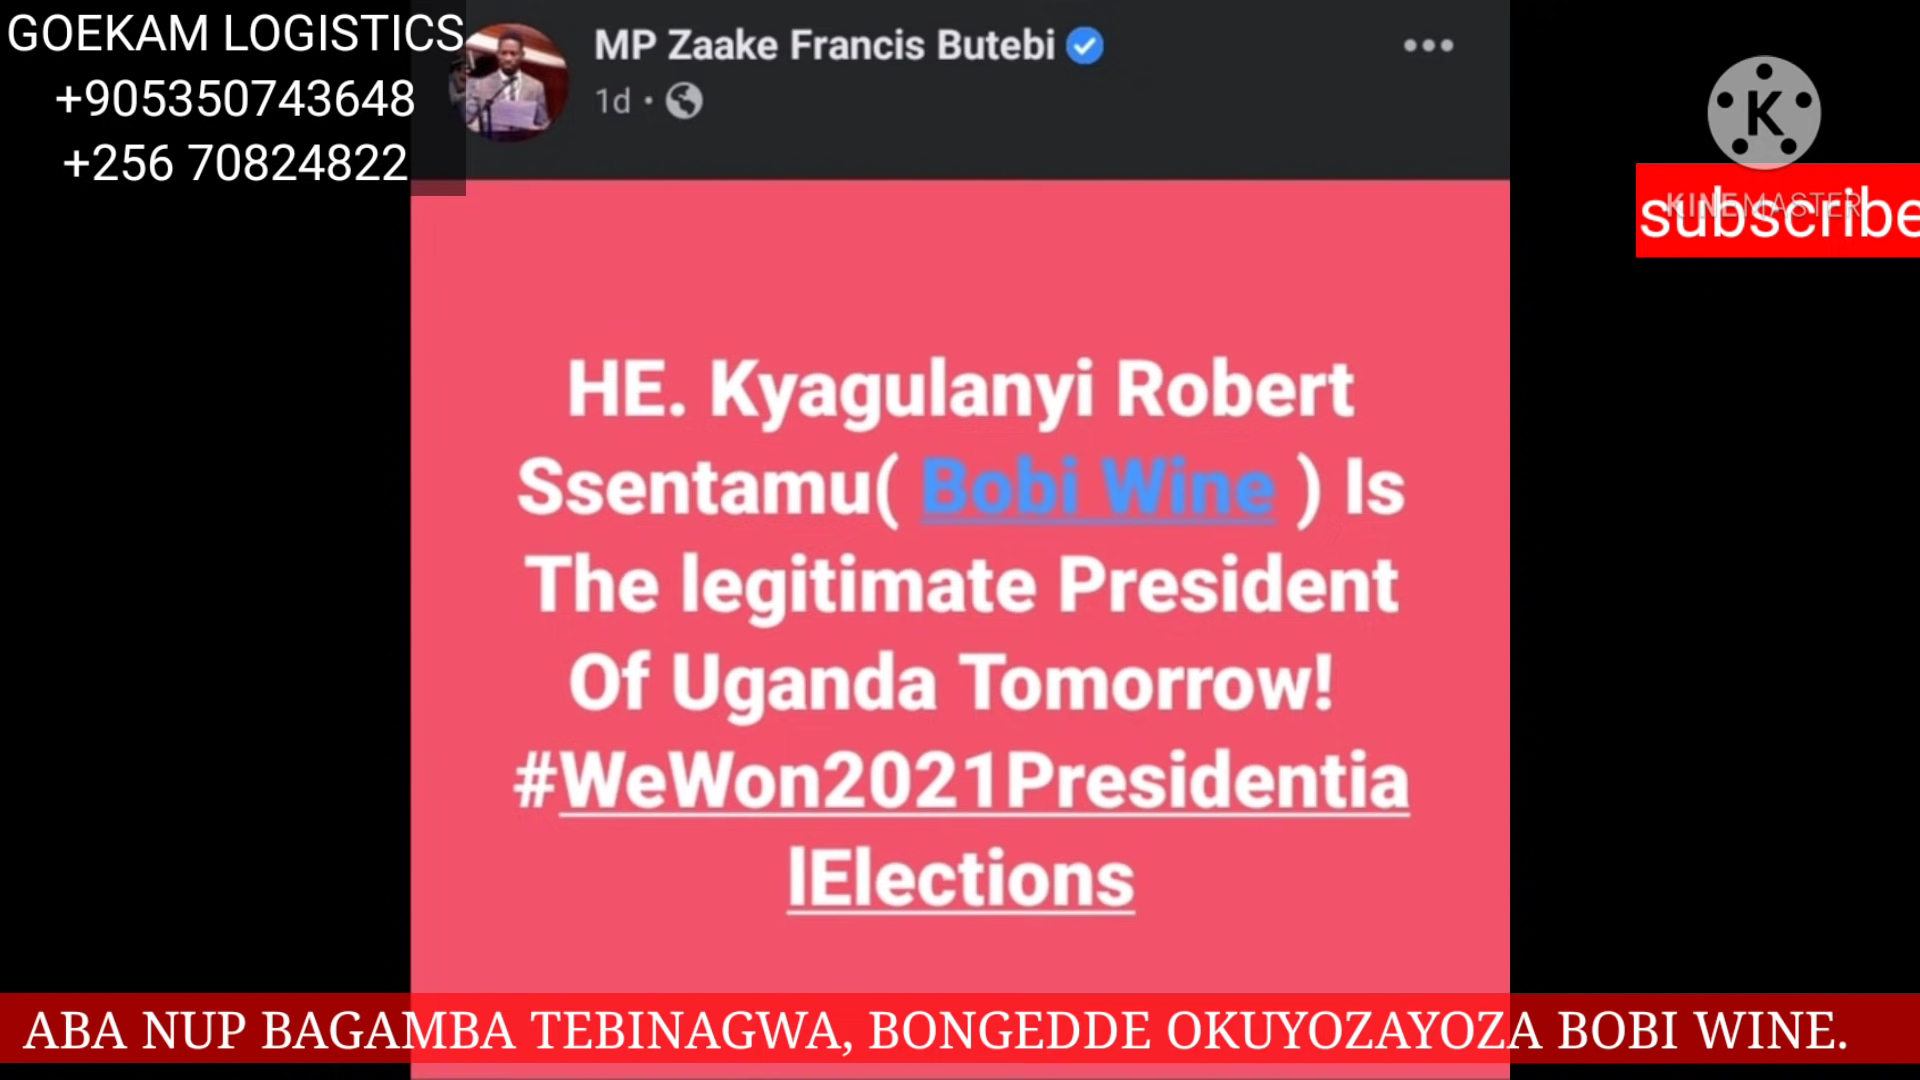 GOEKAM LOGISTICS
+905350743648
+256 70824822
MP Zaake Francis Butebi
1d
K
KINEMASTER
subscribe
HE. Kyagulanyi Robert
Ssentamu( Bobi Wine ) Is
The legitimate President
Of Uganda Tomorrow!
#WeWon2021Presidentia
lElections
ABA NUP BAGAMBA TEBINAGWA, BONGEDDE OKUYOZAYOZA BOBI WINE.